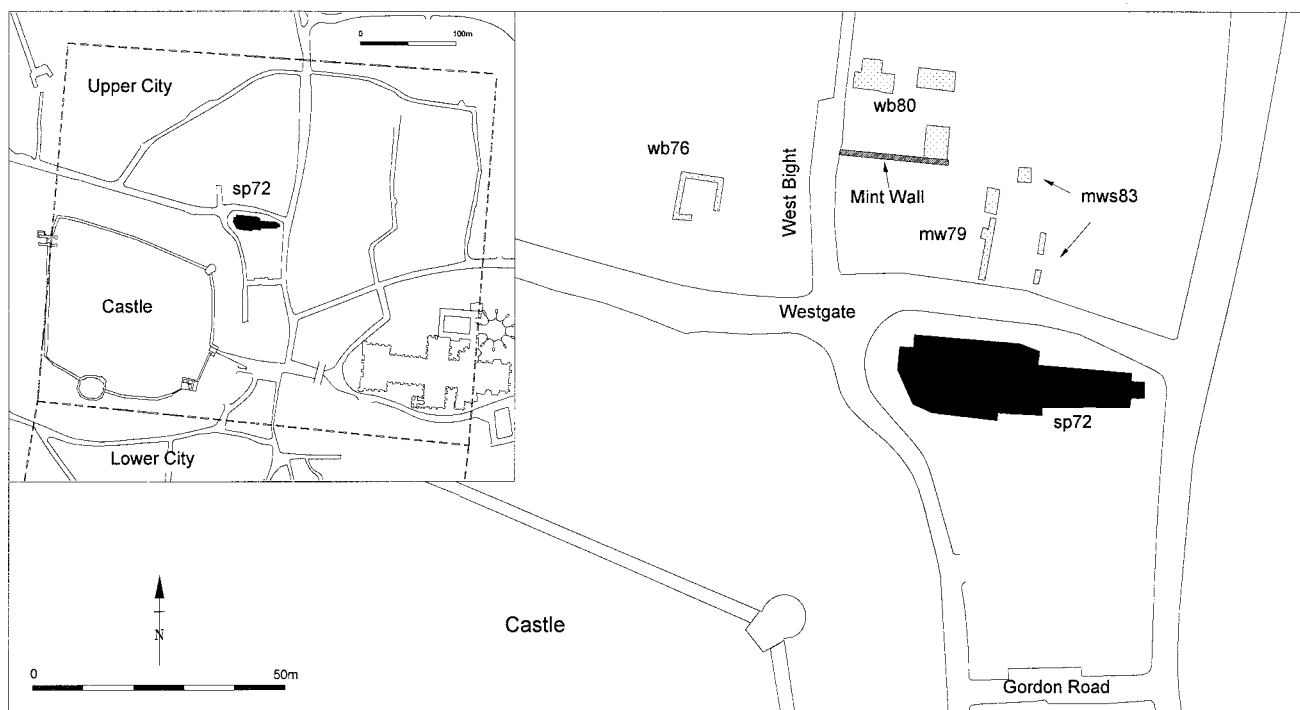 0 100m
Upper City
sp72
Castle
Lower City
wb80
wb76
West Bight
Mint Wall
mws83
mw79
Westgate
sp72
Castle
N
0 50m
Gordon Road